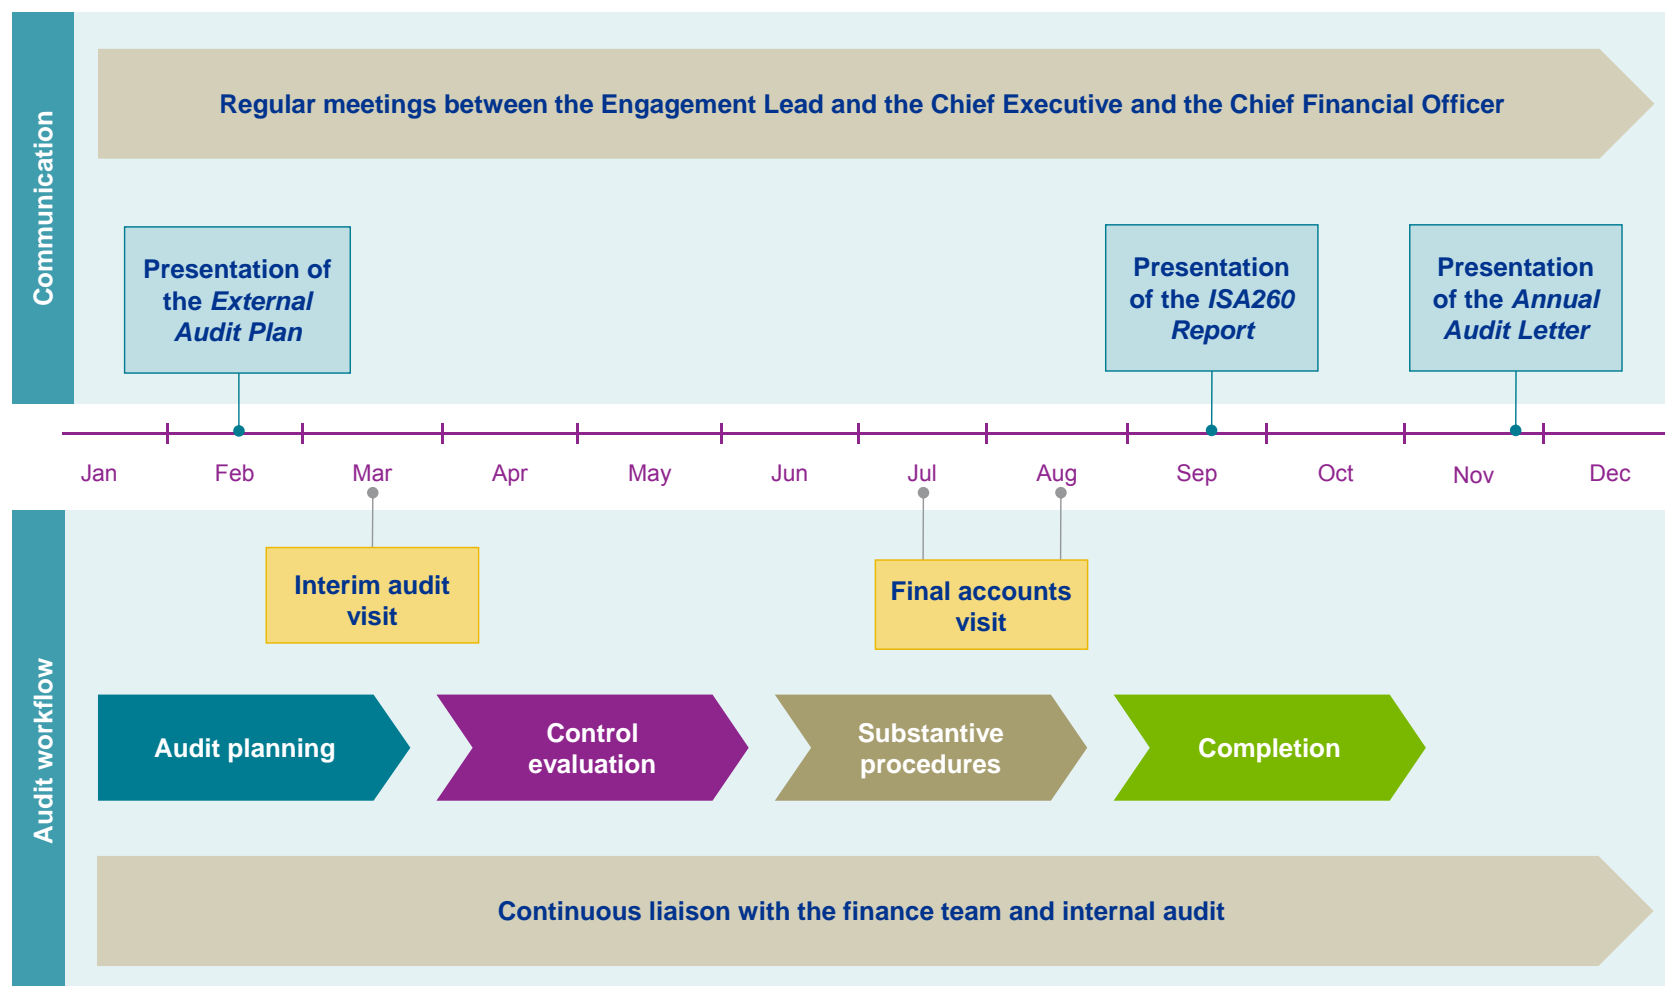 Communication
Regular meetings between the Engagement Lead and the Chief Executive and the Chief Financial Officer
Presentation of
the External
Audit Plan
Presentation
of the ISA260
Report
Presentation
of the Annual
Audit Letter
Jan Feb Mar Apr May Jun Jul Aug Sep Oct Nov Dec
Audit workflow
Interim audit
visit
Final accounts
visit
Audit planning
Control
evaluation
Substantive
procedures
Completion
Continuous liaison with the finance team and internal audit